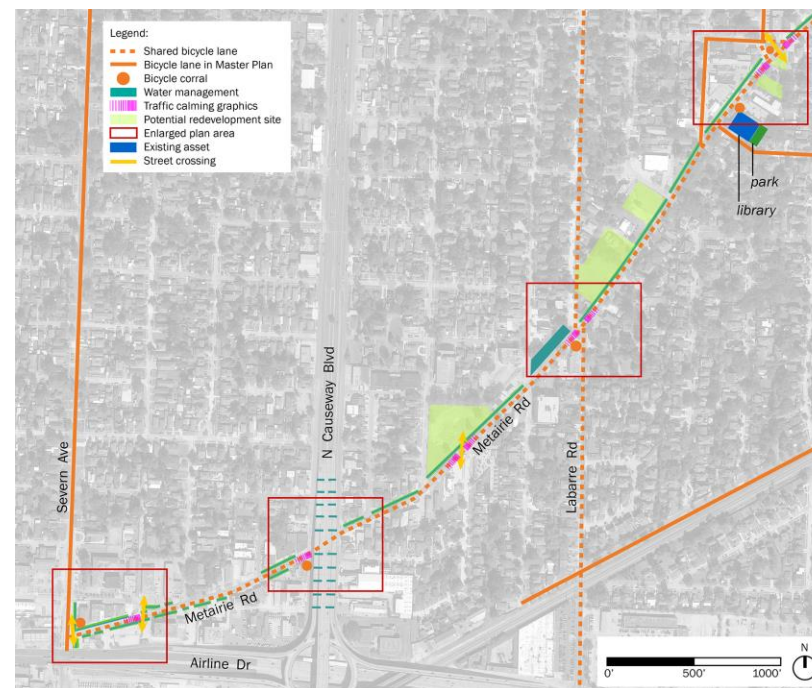 Legend:
Shared bicycle lane
Bicycle lane in Master Plan
Bicycle corral
Water management
Traffic calming graphics
Potential redevelopment site
Enlarged plan area
Existing asset
Street crossing
park
library
N Causeway Blvd
Metairie Rd
Severn Ave
Labarre Rd
Metairie Rd
Airline Dr
N
0'
500'
1000'